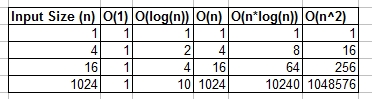 Input Size (n) O(1) O(log(n)) O(n) O(n*log(n)) O(n^2)
1 1 1 1 1 1
4 1 2 4 8 16
16 1 4 16 64 256
1024 1 10 1024 10240 1048576